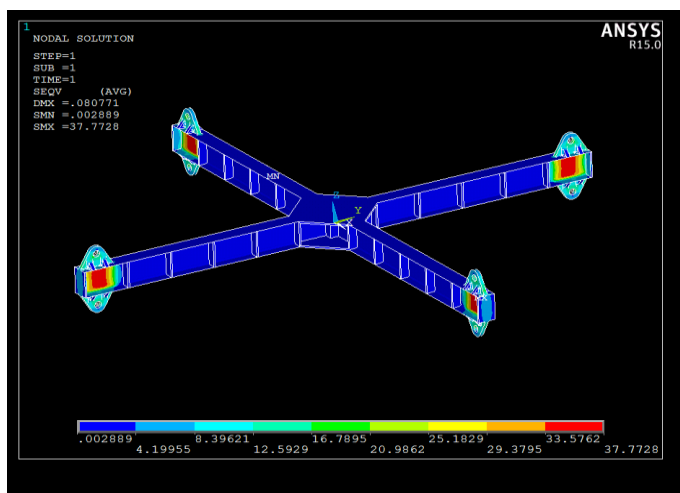 1
NODAL SOLUTION
STEP=1
SUB =1
TIME=1
SEQV (AVG)
DMX =.080771
SMN =.002889
SMX =37.7728
ANSYS
R15.0
MN
Y
X
MX
.002889 8.39621 16.7895 25.1829 33.5762
4.19955 12.5929 20.9862 29.3795 37.7728